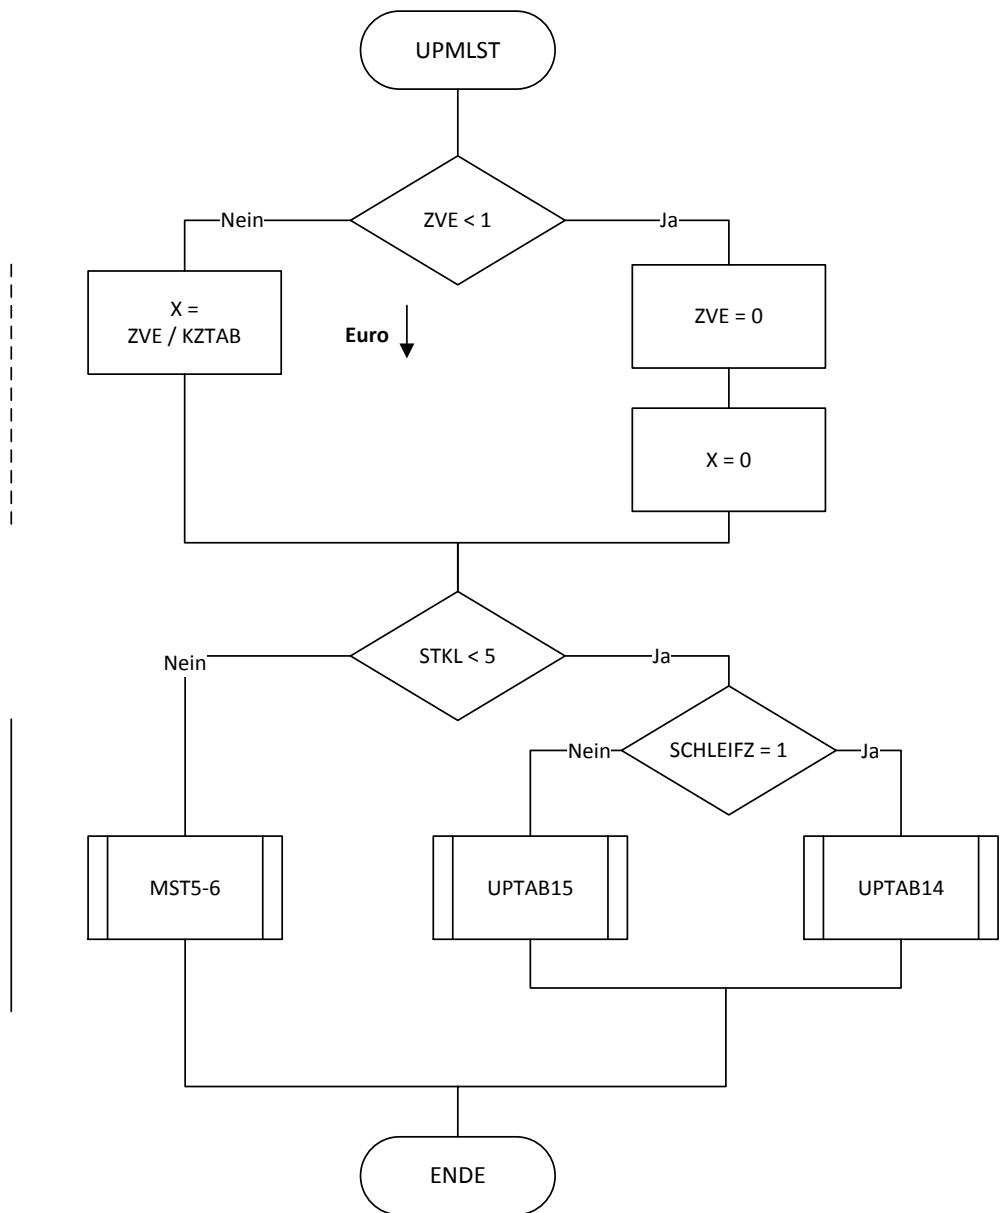 UPMLST
ZVE < 1
Nein
Ja
X =
ZVE / KZTAB
Euro
ZVE = 0
X = 0
STKL < 5
Nein
Ja
SCHLEIFZ = 1
Nein
Ja
MST5-6
UPTAB15
UPTAB14
ENDE